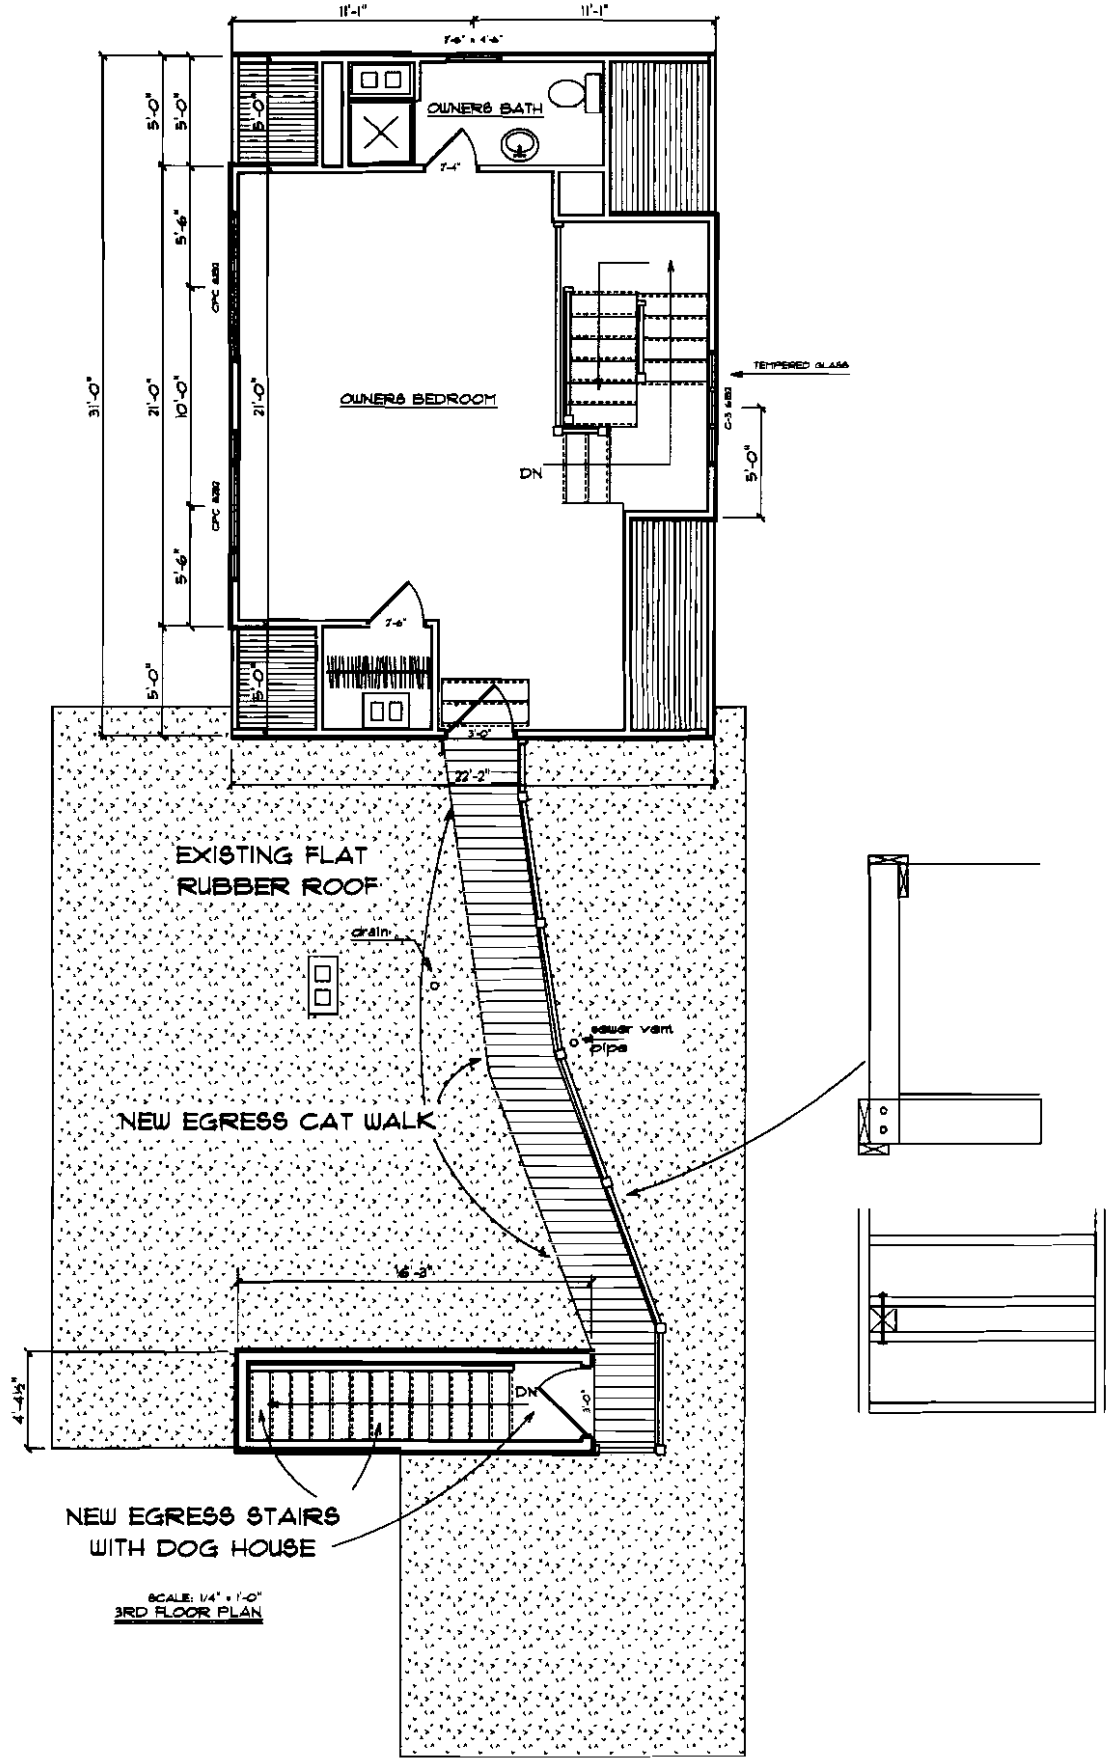 11'-1"
11'-1"
OWNERS BATH
5'-0"
5'-0"
5'-0"
5'-6"
31'-0"
21'-0"
10'-0"
21'-0"
OWNERS BEDROOM
TEMPERED GLASS
DN
5'-0"
5'-6"
2'-6"
5'-0"
5'-0"
3'-0"
22'-2"
EXISTING FLAT
RUBBER ROOF
drain
sewer vent
pipe
NEW EGRESS CAT WALK
16'-3"
4'-4½"
DN
3'-0"
NEW EGRESS STAIRS
WITH DOG HOUSE
SCALE: 1/4" = 1'-0"
3RD FLOOR PLAN